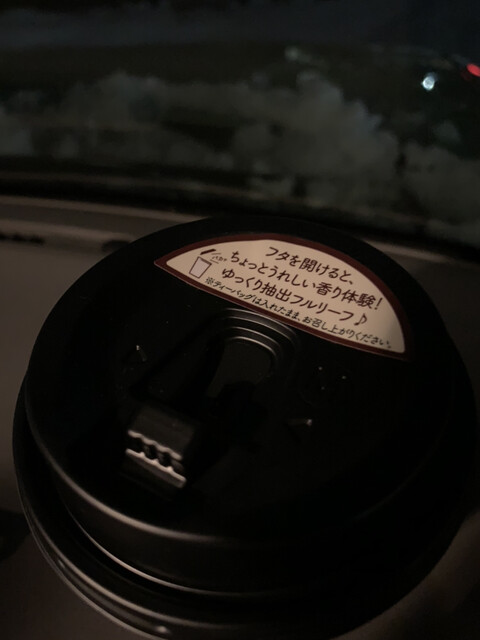 フタを開けると、
ちょっとうれしい香り体験!
ゆっくり抽出フルリーフ♪
※ティーバッグは入れたまま、お召し上がりください。